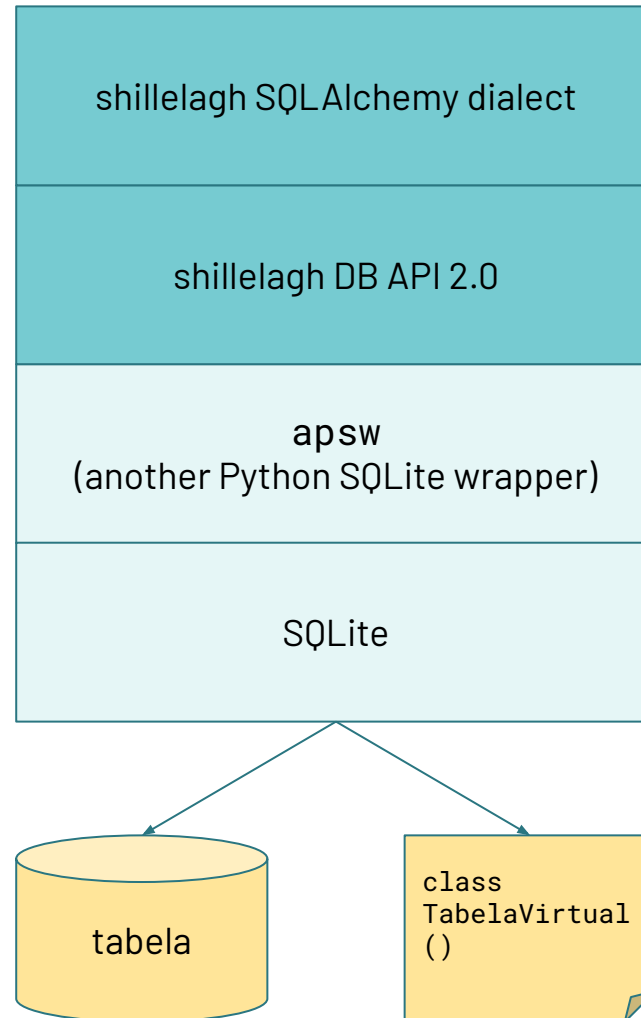 shillelagh SQLAlchemy dialect
shillelagh DB API 2.0
apsw
(another Python SQLite wrapper)
SQLite
tabela
class
TabelaVirtual
()